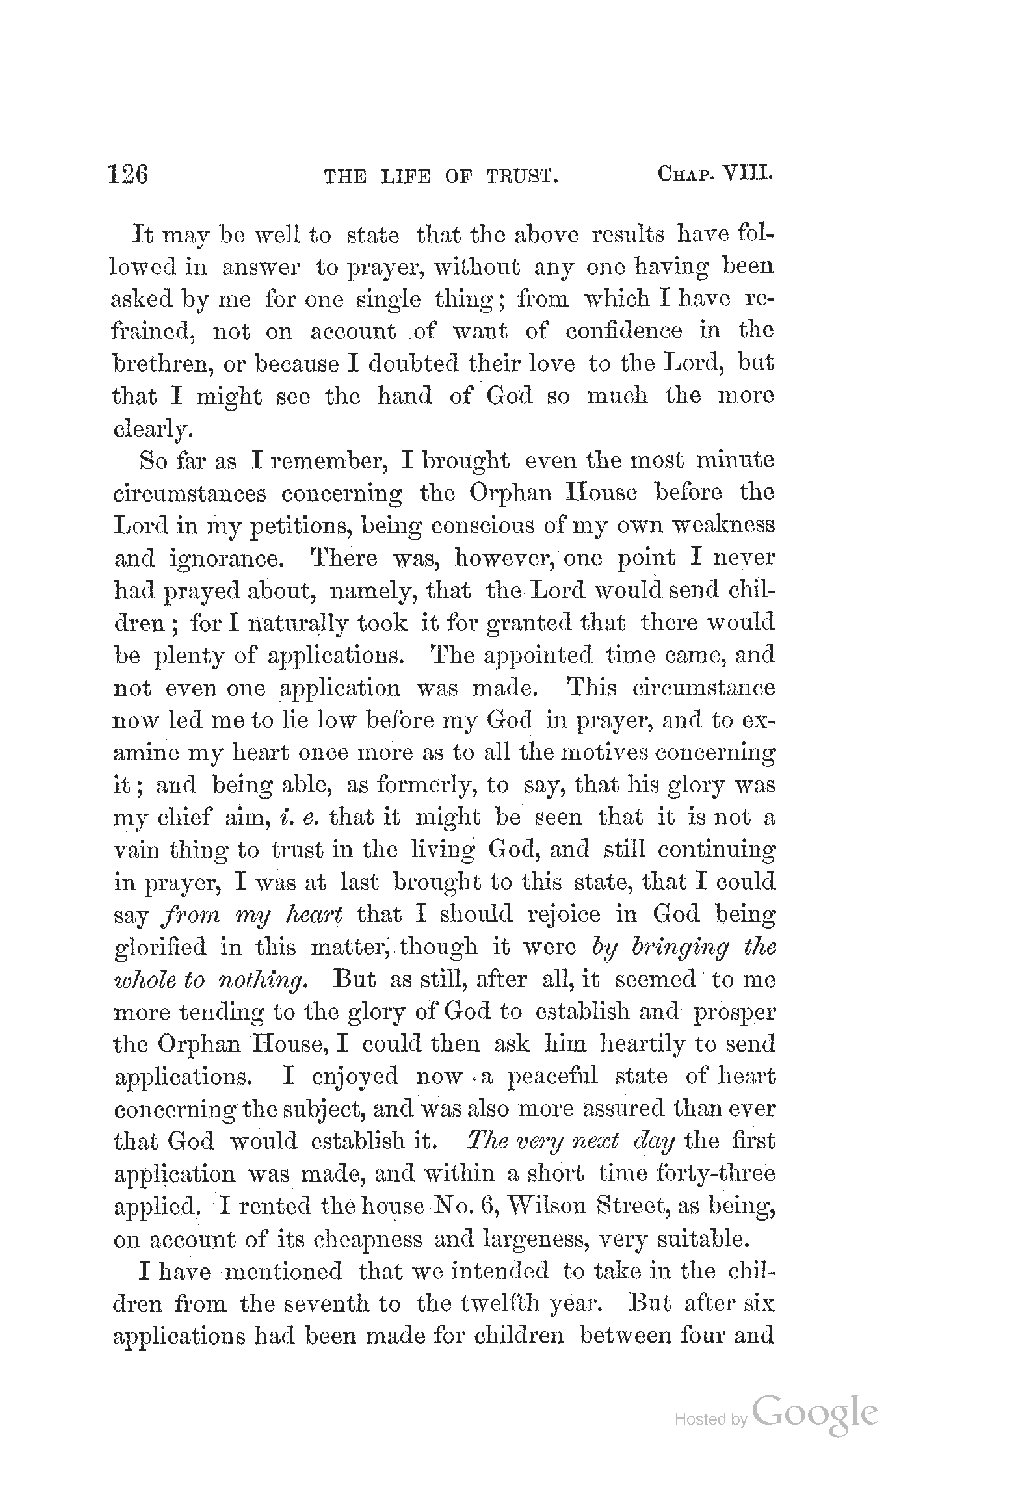 126 THE LIFE OF TRUST. CHAP. VIII.
It may be well to state that the above results have fol-
lowed in answer to prayer, without any one having been
asked by me for one single thing; from which I have re-
frained, not on account of want of confidence in the
brethren, or because I doubted their love to the Lord, but
that I might see the hand of God so much the more
clearly.
So far as I remember, I brought even the most minute
circumstances concerning the Orphan House before the
Lord in my petitions, being conscious of my own weakness
and ignorance. There was, however, one point I never
had prayed about, namely, that the Lord would send chil-
dren; for I naturally took it for granted that there would
be plenty of applications. The appointed time came, and
not even one application was made. This circumstance
now led me to lie low before my God in prayer, and to ex-
amine my heart once more as to all the motives concerning
it; and being able, as formerly, to say, that his glory was
my chief aim, i. e. that it might be seen that it is not a
vain thing to trust in the living God, and still continuing
in prayer, I was at last brought to this state, that I could
say from my heart that I should rejoice in God being
glorified in this matter, though it were by bringing the
whole to nothing. But as still, after all, it seemed to me
more tending to the glory of God to establish and prosper
the Orphan House, I could then ask him heartily to send
applications. I enjoyed now a peaceful state of heart
concerning the subject, and was also more assured than ever
that God would establish it. The very next day the first
application was made, and within a short time forty-three
applied. I rented the house No. 6, Wilson Street, as being,
on account of its cheapness and largeness, very suitable.
I have mentioned that we intended to take in the chil-
dren from the seventh to the twelfth year. But after six
applications had been made for children between four and
Hosted by Google